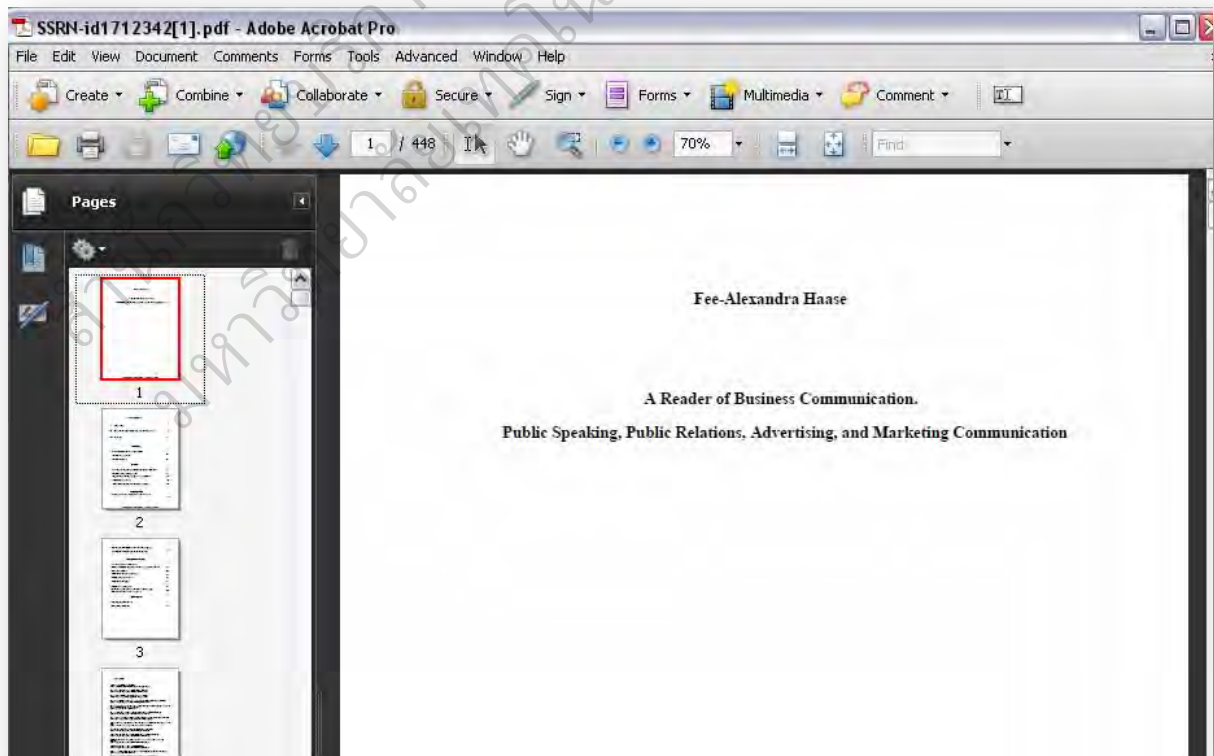 SSRN-id1712342[1].pdf - Adobe Acrobat Pro
File Edit View Document Comments Forms Tools Advanced Window Help
Create Combine Collaborate Secure Sign Forms Multimedia Comment
1 / 448 70% Find
Pages
1
2
3
Fee-Alexandra Haase
A Reader of Business Communication.
Public Speaking, Public Relations, Advertising, and Marketing Communication